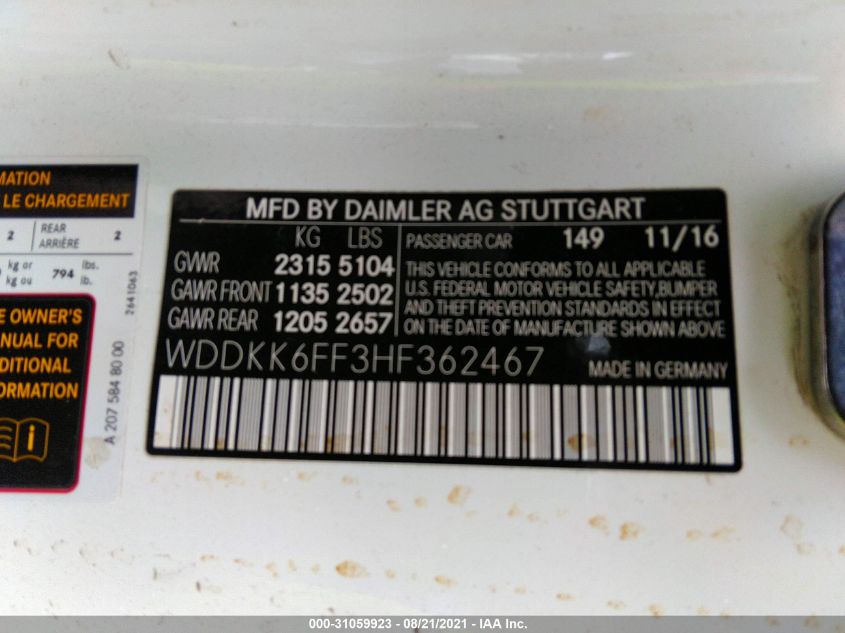 MATION
LE CHARGEMENT
2 REAR ARRIÈRE 2
kg or kg ou 794 lbs. lb.
E OWNER'S
ANUAL FOR
DDITIONAL
FORMATION
A 207 584 80 00
2641063
MFD BY DAIMLER AG STUTTGART
KG LBS
GVWR 2315 5104
GAWR FRONT 1135 2502
GAWR REAR 1205 2657
PASSENGER CAR 149 11/16
THIS VEHICLE CONFORMS TO ALL APPLICABLE
U.S. FEDERAL MOTOR VEHICLE SAFETY, BUMPER
AND THEFT PREVENTION STANDARDS IN EFFECT
ON THE DATE OF MANUFACTURE SHOWN ABOVE
WDDKK6FF3HF362467
MADE IN GERMANY
000-31059923 - 08/21/2021 - IAA Inc.